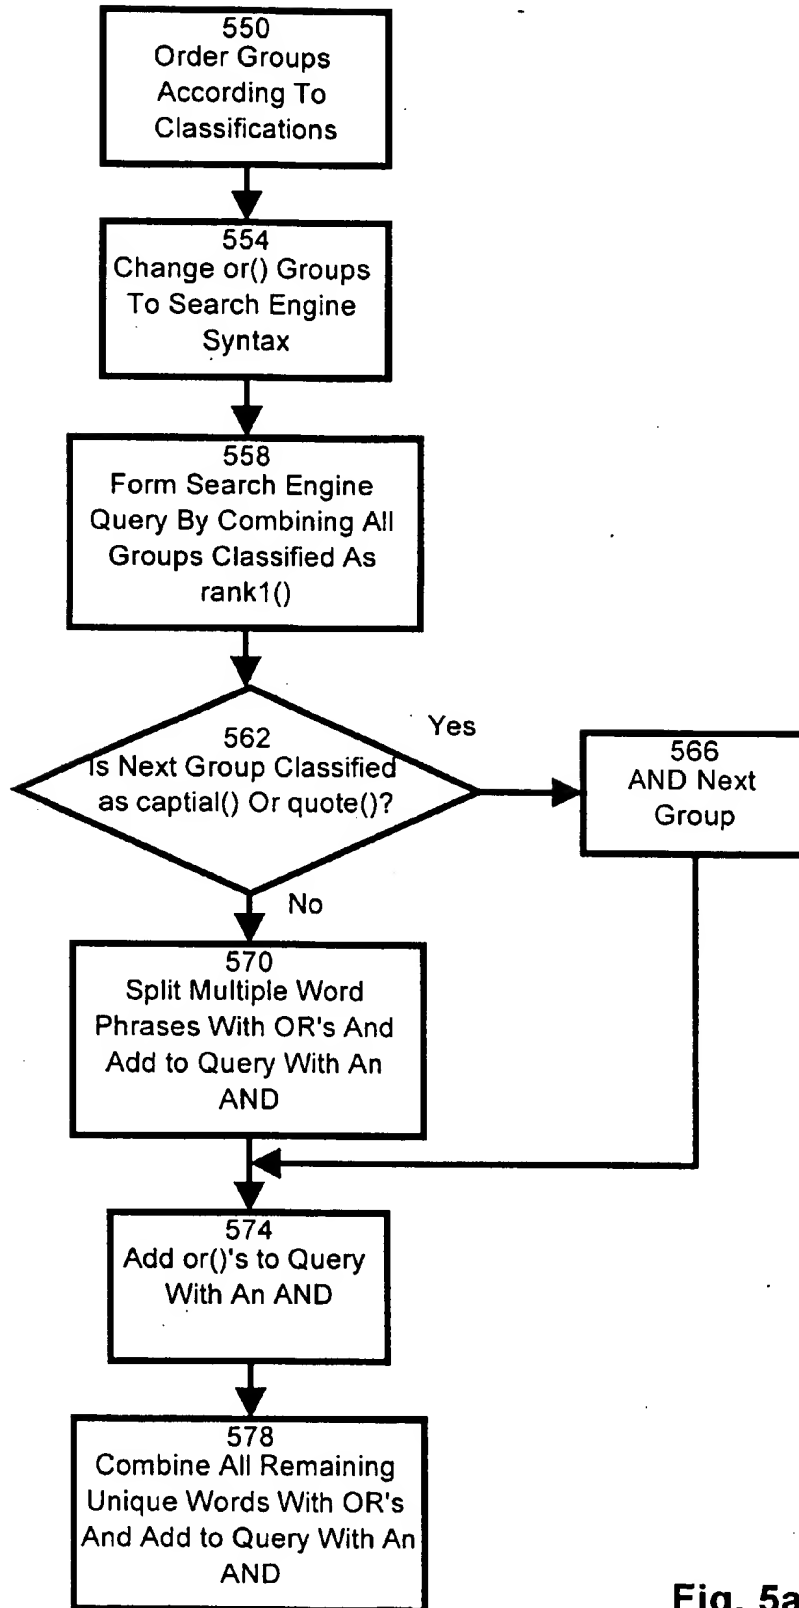 550
Order Groups
According To
Classifications
554
Change or() Groups
To Search Engine
Syntax
558
Form Search Engine
Query By Combining All
Groups Classified As
rank1()
562
Is Next Group Classified
as captial() Or quote()?
Yes
566
AND Next
Group
No
570
Split Multiple Word
Phrases With OR's And
Add to Query With An
AND
574
Add or()'s to Query
With An AND
578
Combine All Remaining
Unique Words With OR's
And Add to Query With An
AND
Fig. 5a